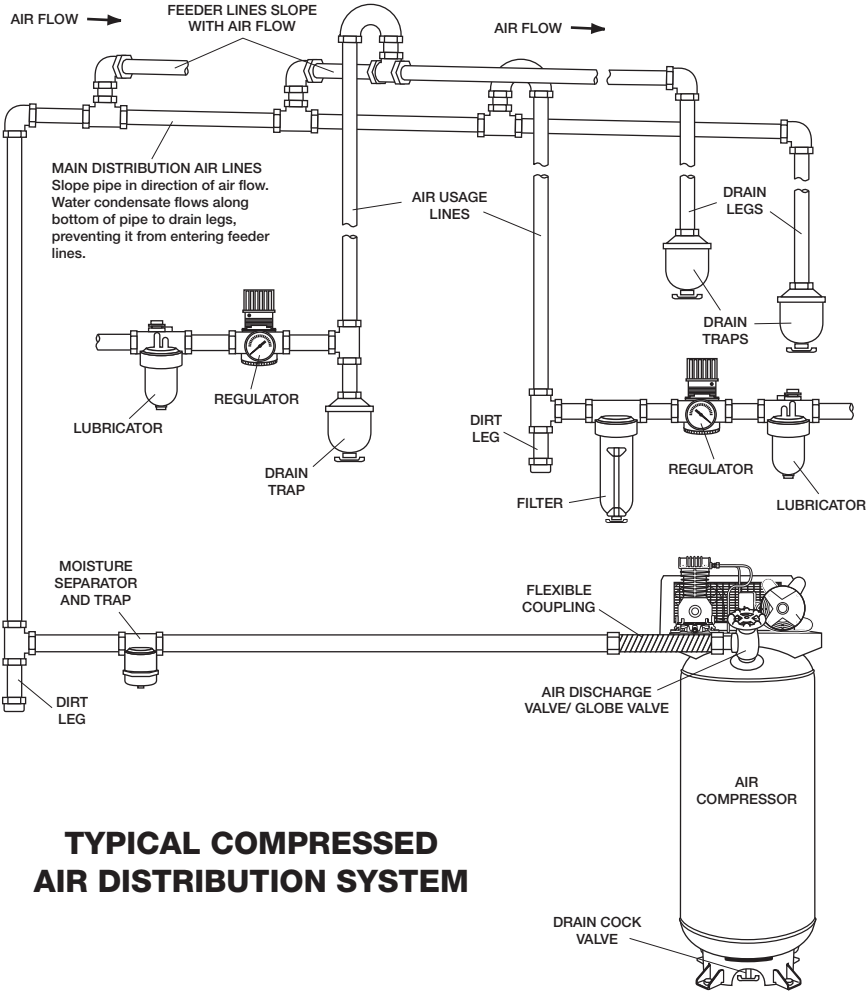 AIR FLOW
FEEDER LINES SLOPE
WITH AIR FLOW
AIR FLOW
MAIN DISTRIBUTION AIR LINES
Slope pipe in direction of air flow.
Water condensate flows along
bottom of pipe to drain legs,
preventing it from entering feeder
lines.
AIR USAGE
LINES
DRAIN
LEGS
DRAIN
TRAPS
LUBRICATOR
REGULATOR
DRAIN
TRAP
DIRT
LEG
FILTER
REGULATOR
LUBRICATOR
MOISTURE
SEPARATOR
AND TRAP
FLEXIBLE
COUPLING
DIRT
LEG
AIR DISCHARGE
VALVE/ GLOBE VALVE
AIR
COMPRESSOR
TYPICAL COMPRESSED
AIR DISTRIBUTION SYSTEM
DRAIN COCK
VALVE